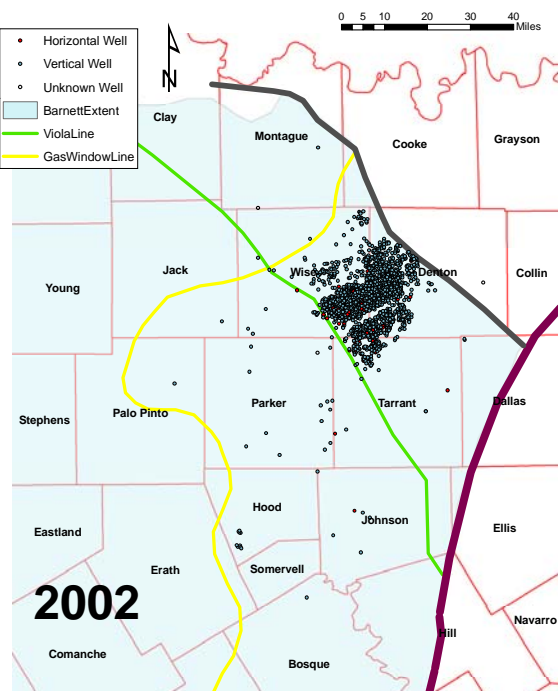 0 5 10 20 30 40
Miles
Horizontal Well
Vertical Well
Unknown Well
BarnettExtent
ViolaLine
GasWindowLine
N
Clay
Montague
Cooke
Grayson
Young
Jack
Wise
Denton
Collin
Stephens
Palo Pinto
Parker
Tarrant
Dallas
Eastland
Hood
Johnson
Ellis
Erath
Somervell
2002
Navarro
Hill
Comanche
Bosque